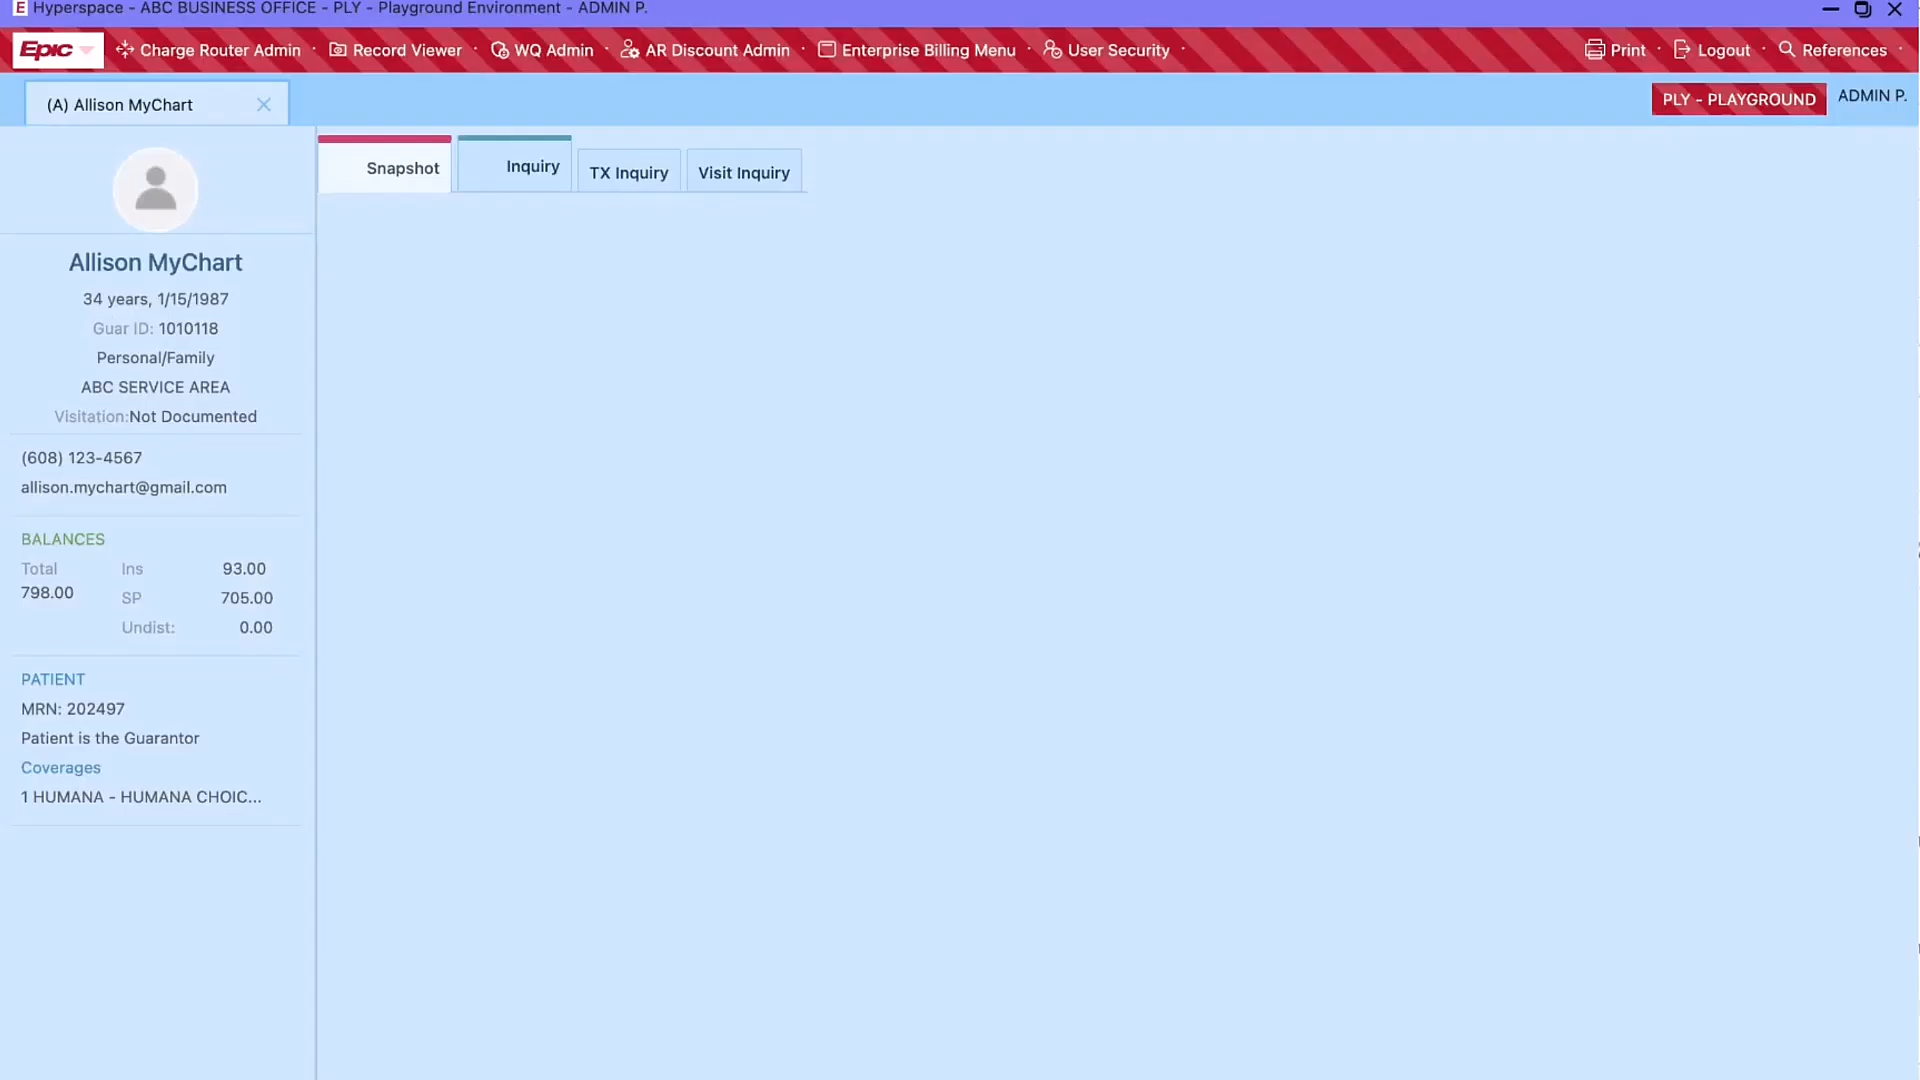 E Hyperspace - ABC BUSINESS OFFICE - PLY - Playground Environment - ADMIN P.
Epic Charge Router Admin Record Viewer WQ Admin AR Discount Admin Enterprise Billing Menu User Security Print Logout References
(A) Allison MyChart
PLY - PLAYGROUND ADMIN P.
Snapshot Inquiry TX Inquiry Visit Inquiry
Allison MyChart
34 years, 1/15/1987
Guar ID: 1010118
Personal/Family
ABC SERVICE AREA
Visitation:Not Documented
(608) 123-4567
allison.mychart@gmail.com
BALANCES
Total Ins 93.00
798.00 SP 705.00
Undist: 0.00
PATIENT
MRN: 202497
Patient is the Guarantor
Coverages
1 HUMANA - HUMANA CHOIC...